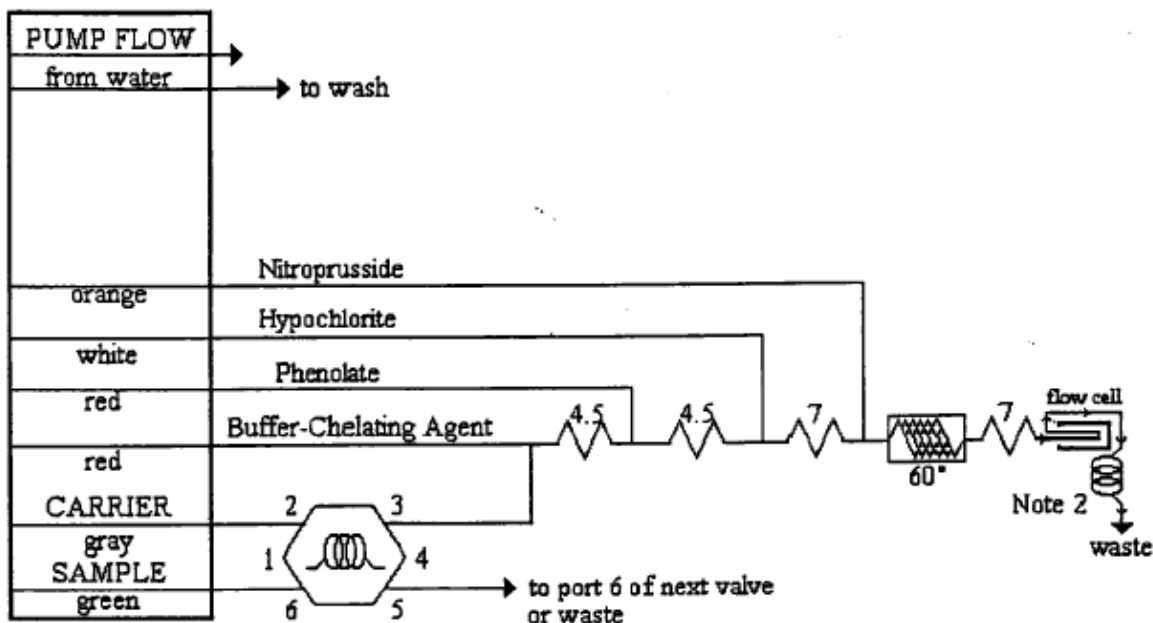 PUMP FLOW
from water
to wash
Nitroprusside
orange
Hypochlorite
white
Phenolate
red
4.5
4.5
7
7
flow cell
Buffer-Chelating Agent
red
60°
Note 2
waste
CARRIER
2
3
gray
1
4
SAMPLE
green
6
5
to port 6 of next valve
or waste